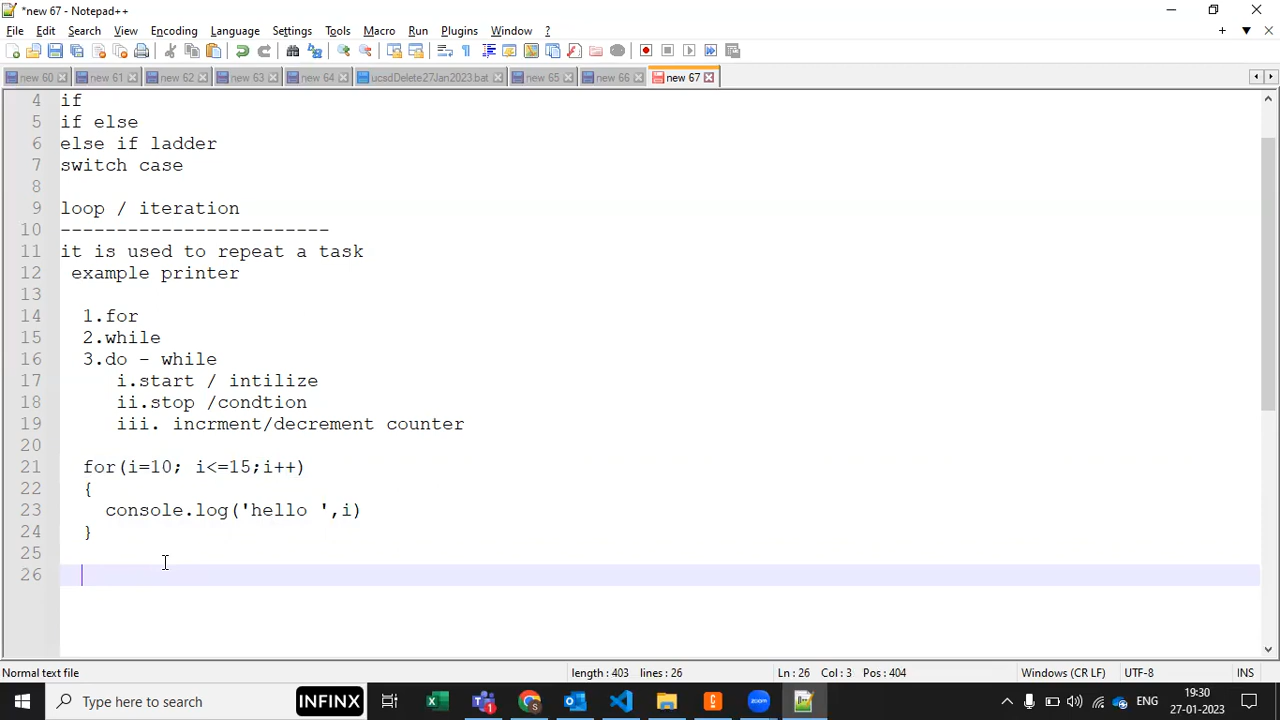 *new 67 - Notepad++
File Edit Search View Encoding Language Settings Tools Macro Run Plugins Window ?
new 60 new 61 new 62 new 63 new 64 ucsdDelete27Jan2023.bat new 65 new 66 new 67
4 if
5 if else
6 else if ladder
7 switch case
8
9 loop / iteration
10 ------------------------
11 it is used to repeat a task
12 example printer
13
14 1.for
15 2.while
16 3.do - while
17 i.start / intilize
18 ii.stop /condtion
19 iii. incrment/decrement counter
20
21 for(i=10; i<=15;i++)
22 {
23 console.log('hello ',i)
24 }
25
26
Normal text file length : 403 lines : 26 Ln : 26 Col : 3 Pos : 404 Windows (CR LF) UTF-8 INS
Type here to search INFINX ENG 19:30
27-01-2023